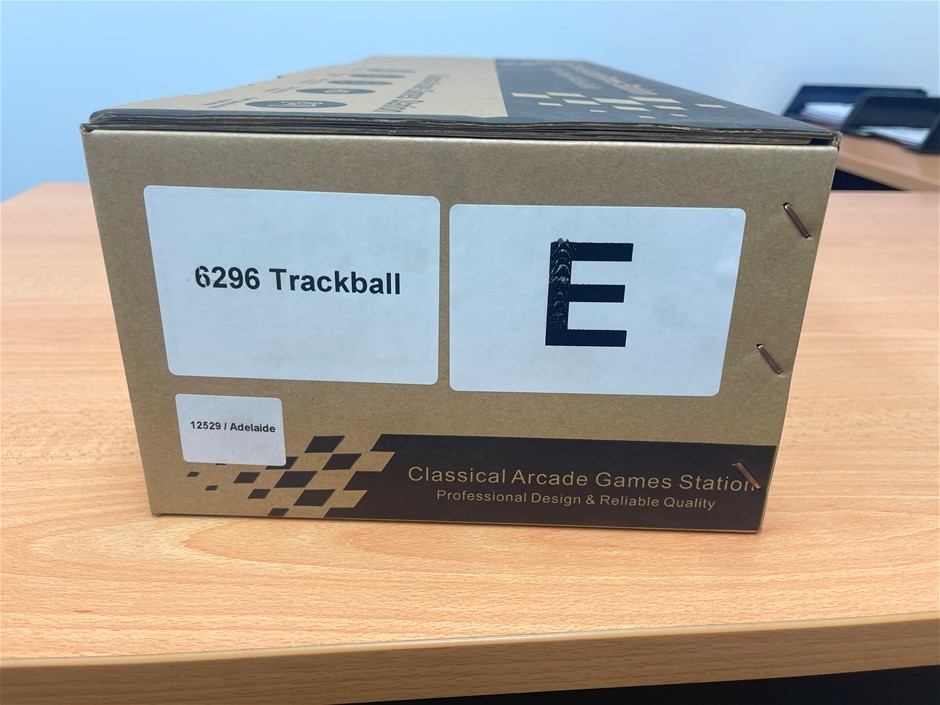 6296 Trackball
E
12529 / Adelaide
Classical Arcade Games Station
Professional Design & Reliable Quality